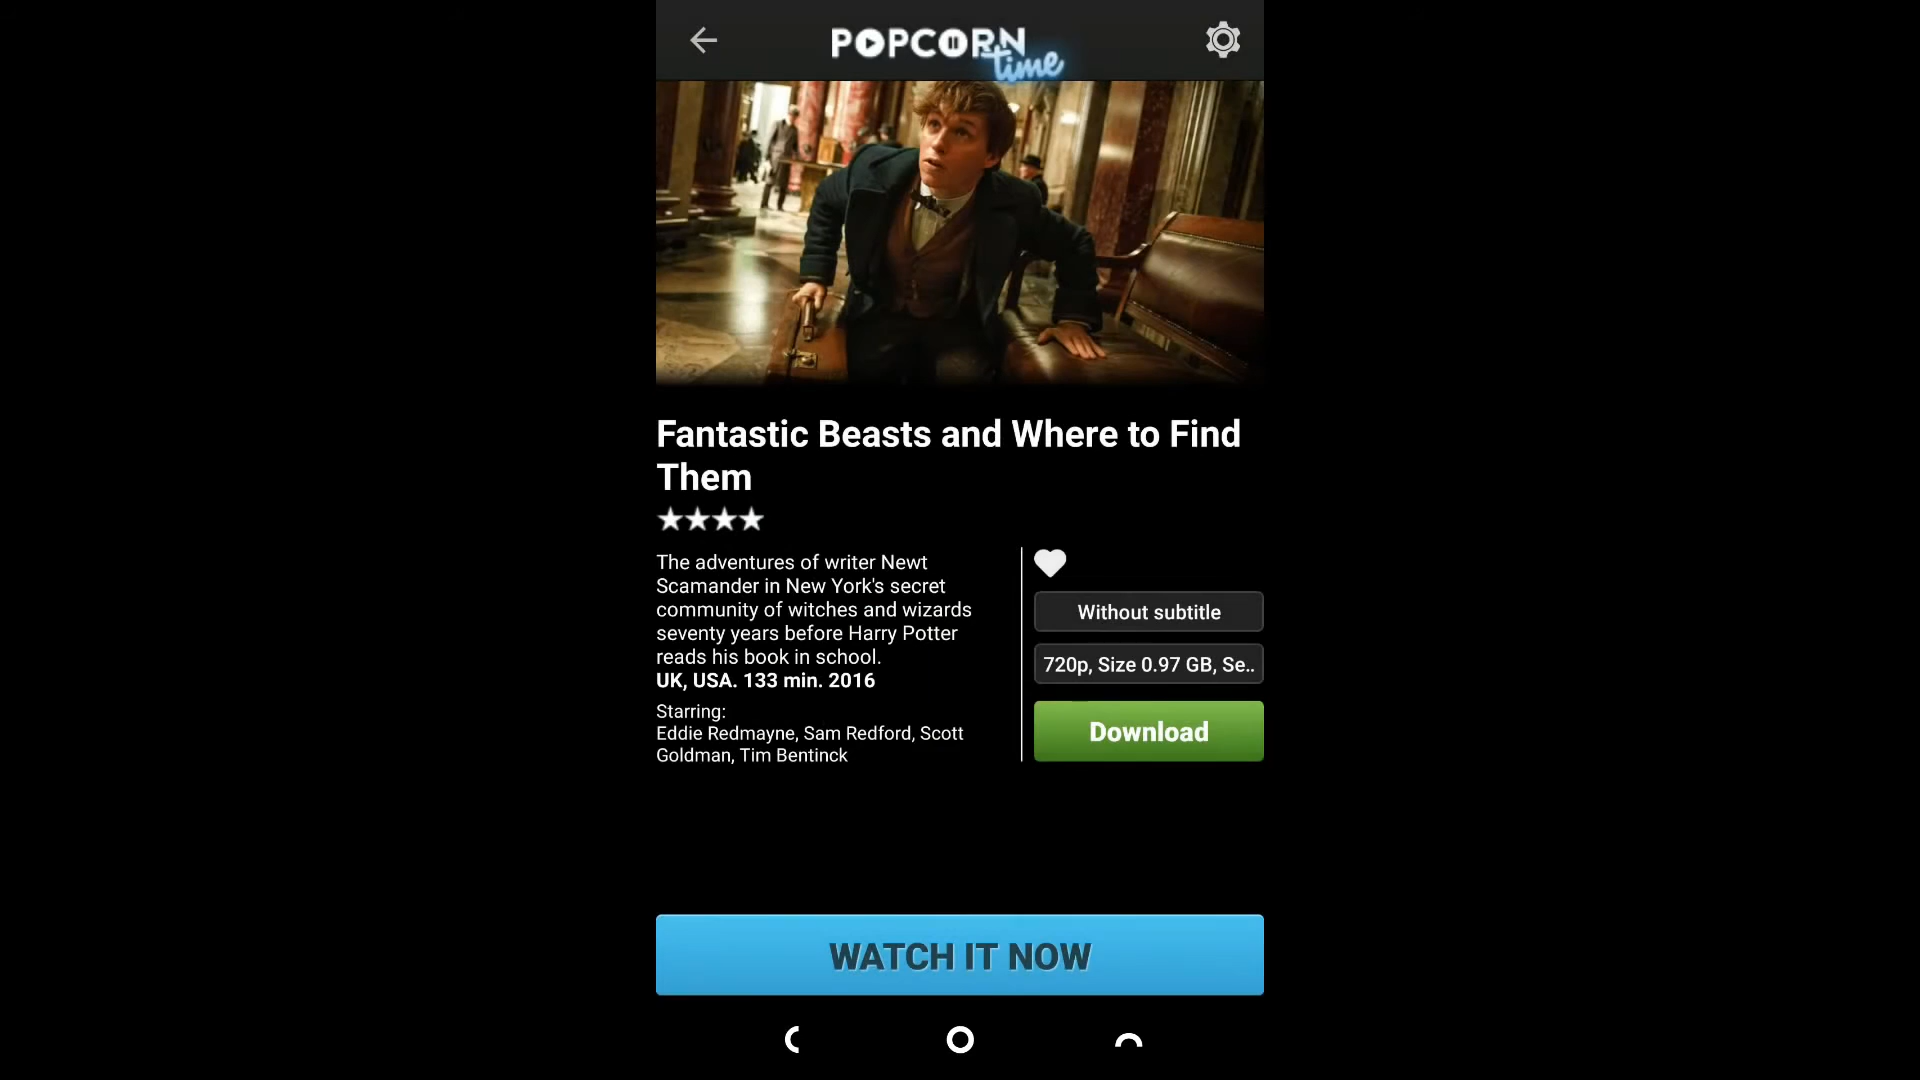 POPCORN
time
Fantastic Beasts and Where to Find
Them
The adventures of writer Newt
Scamander in New York's secret
community of witches and wizards
seventy years before Harry Potter
reads his book in school.
UK, USA. 133 min. 2016
Starring:
Eddie Redmayne, Sam Redford, Scott
Goldman, Tim Bentinck
Without subtitle
720p, Size 0.97 GB, Se..
Download
WATCH IT NOW